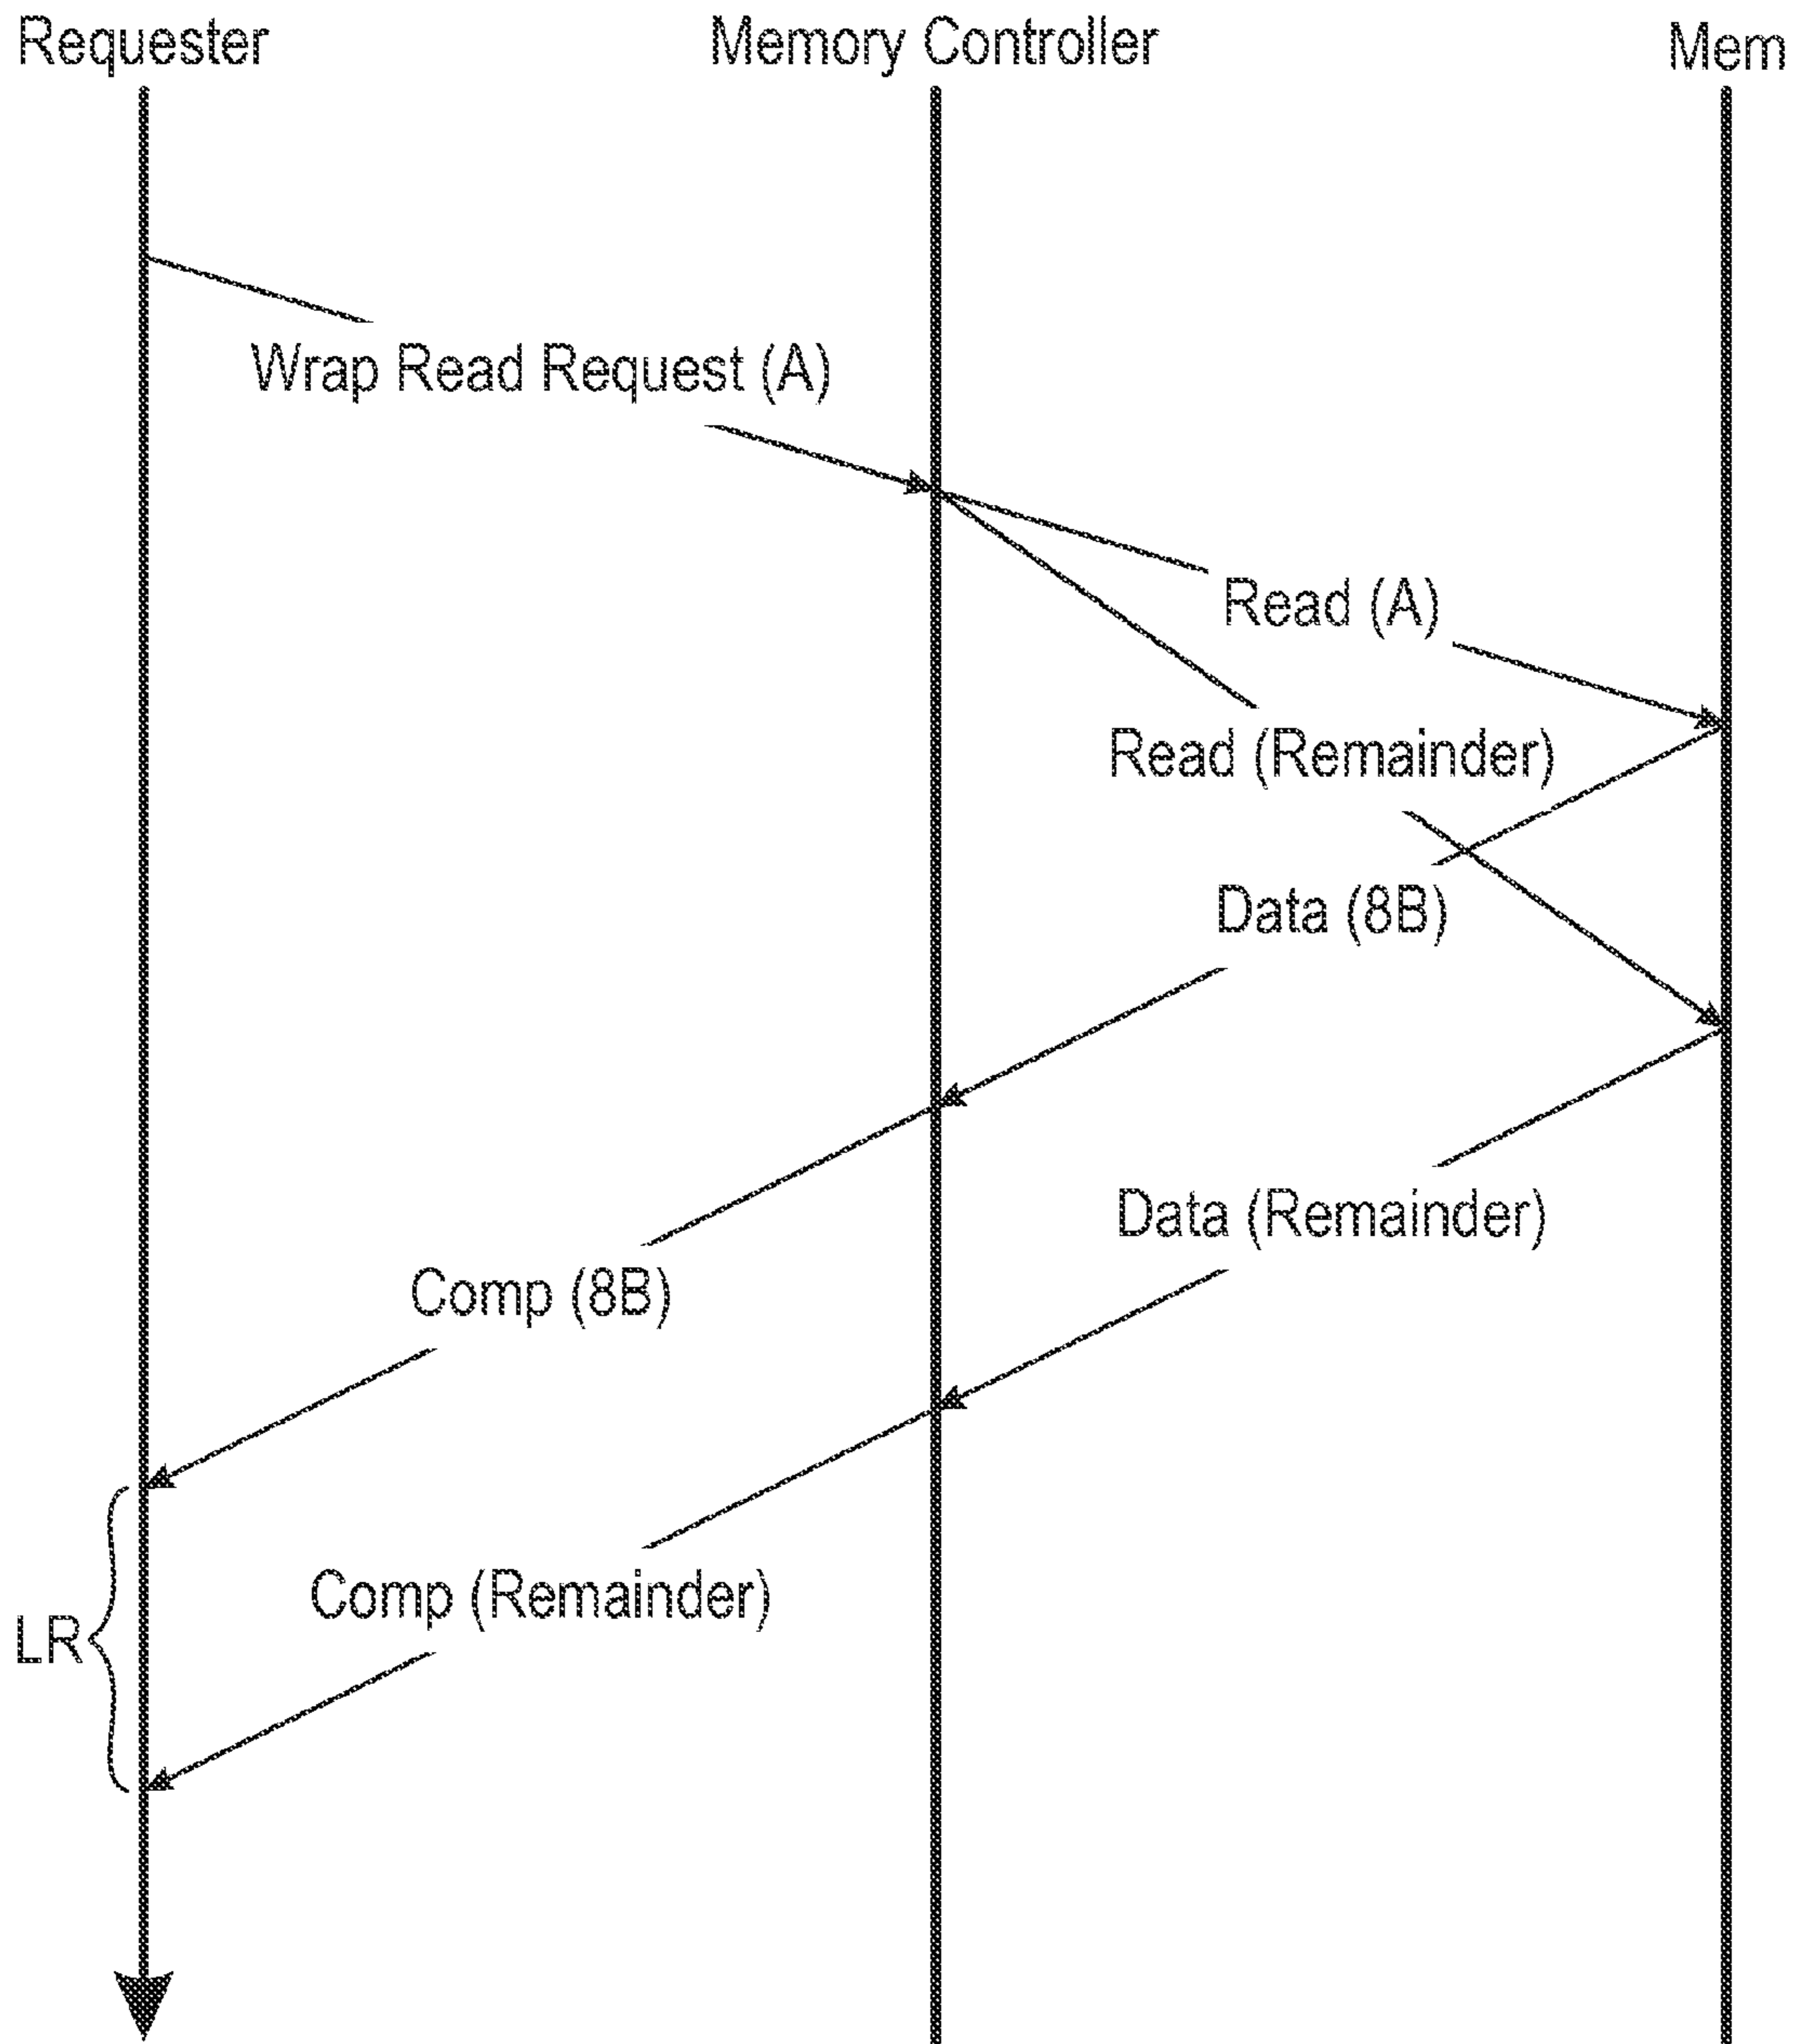 Requester
Memory Controller
Mem
Wrap Read Request (A)
Read (A)
Read (Remainder)
Data (8B)
Data (Remainder)
Comp (8B)
Comp (Remainder)
LR